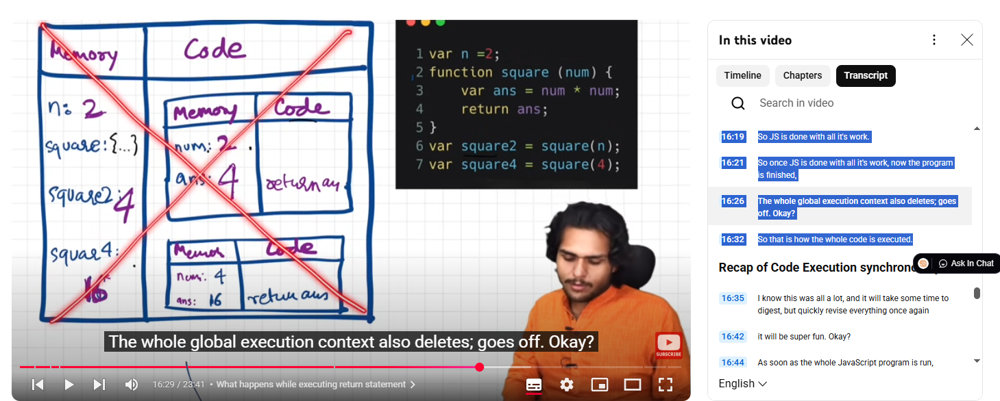 Memory
Code
n: 2
square: {...}
square2: 4
squar4:
16
Memory
Code
num: 2
ans: 4
return an
Memor
Code
num: 4
ans: 16
return ans
1 var n =2;
2 function square (num) {
3 var ans = num * num;
4 return ans;
5 }
6 var square2 = square(n);
7 var square4 = square(4);
The whole global execution context also deletes; goes off. Okay?
SUBSCRIBE
16:29 / 23:41 • What happens while executing return statement >
In this video
Timeline
Chapters
Transcript
Search in video
16:19 So JS is done with all it's work.
16:21 So once JS is done with all it's work, now the program
is finished,
16:26 The whole global execution context also deletes; goes
off. Okay?
16:32 So that is how the whole code is executed.
Recap of Code Execution synchron
Ask In Chat
16:35 I know this was all a lot, and it will take some time to
digest, but quickly revise everything once again
16:42 it will be super fun. Okay?
16:44 As soon as the whole JavaScript program is run,
English